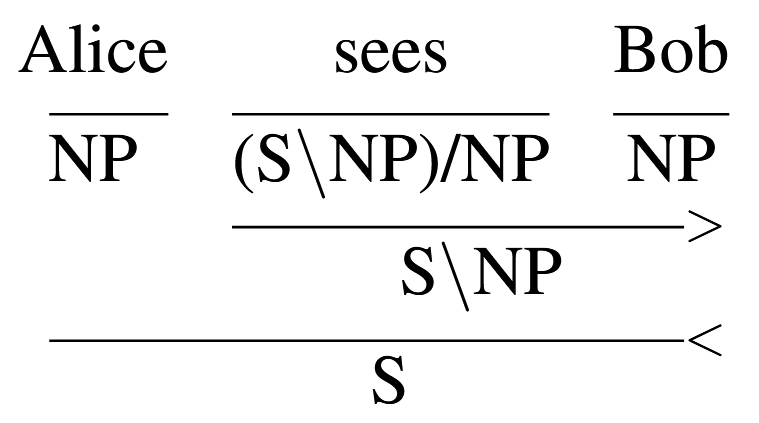 Alice sees Bob
NP (S\NP)/NP NP
>
S\NP
<
S